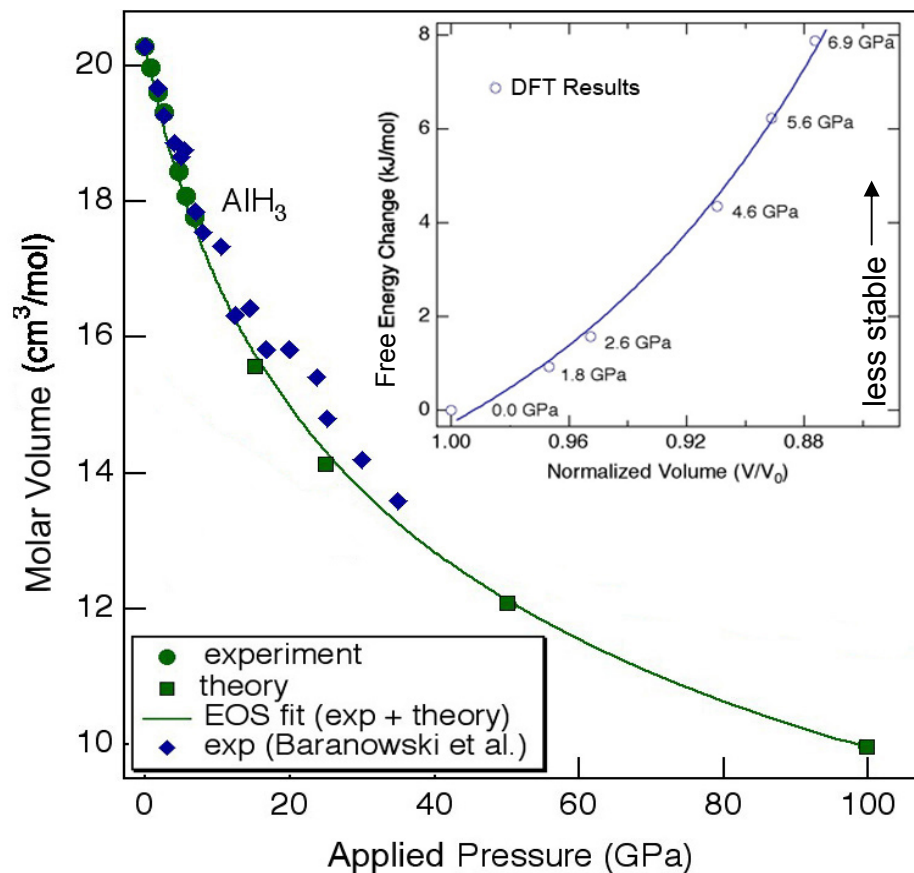 20
18
16
14
12
10
Molar Volume (cm³/mol)
0
20
40
60
80
100
Applied Pressure (GPa)
AlH₃
experiment
theory
EOS fit (exp + theory)
exp (Baranowski et al.)
8
6
4
2
0
Free Energy Change (kJ/mol)
1.00
0.96
0.92
0.88
Normalized Volume (V/V₀)
DFT Results
6.9 GPa
5.6 GPa
4.6 GPa
2.6 GPa
1.8 GPa
0.0 GPa
less stable